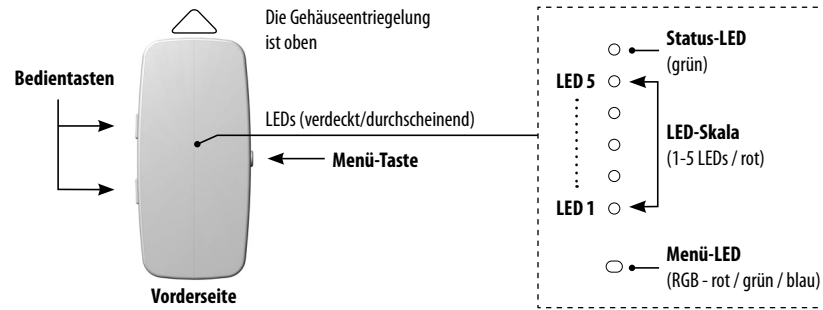 Die Gehäuseentriegelung
ist oben
Bedientasten
LEDs (verdeckt/durchscheinend)
Menü-Taste
Vorderseite
Status-LED
(grün)
LED 5
LED-Skala
(1-5 LEDs / rot)
LED 1
Menü-LED
(RGB - rot / grün / blau)